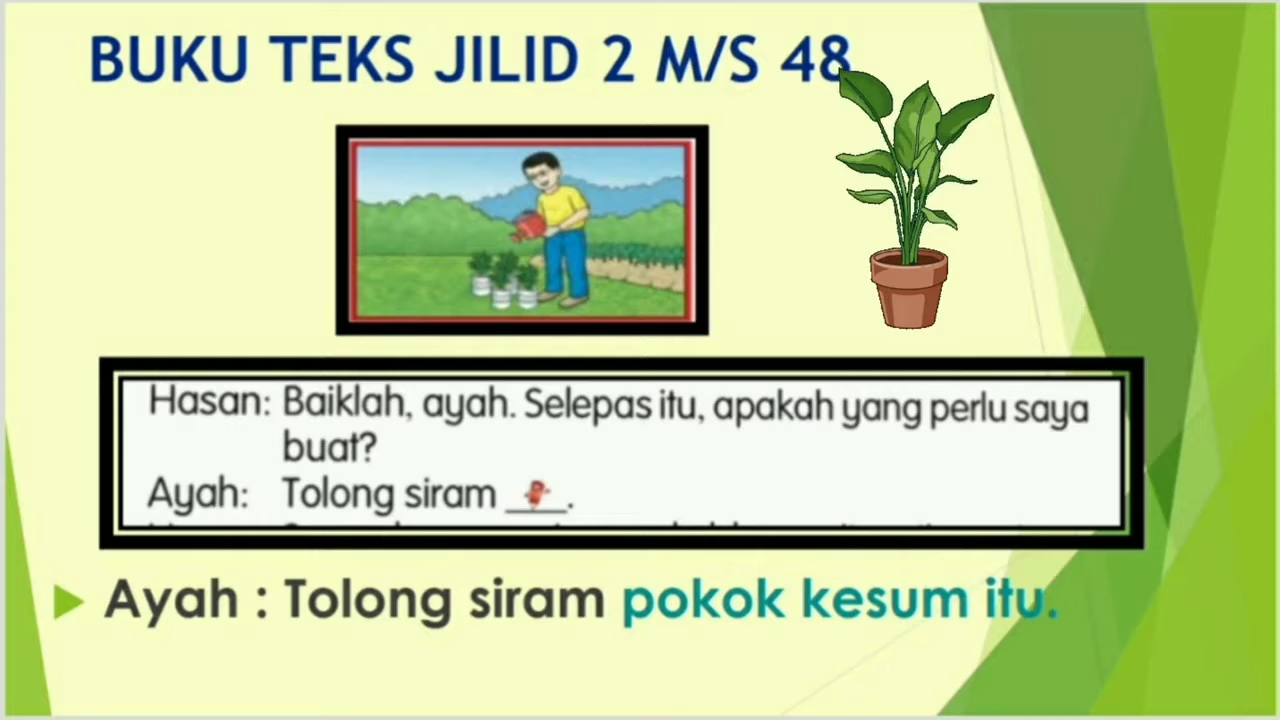 BUKU TEKS JILID 2 M/S 48
Hasan: Baiklah, ayah. Selepas itu, apakah yang perlu saya
buat?
Ayah: Tolong siram ____.
Ayah : Tolong siram pokok kesum itu.